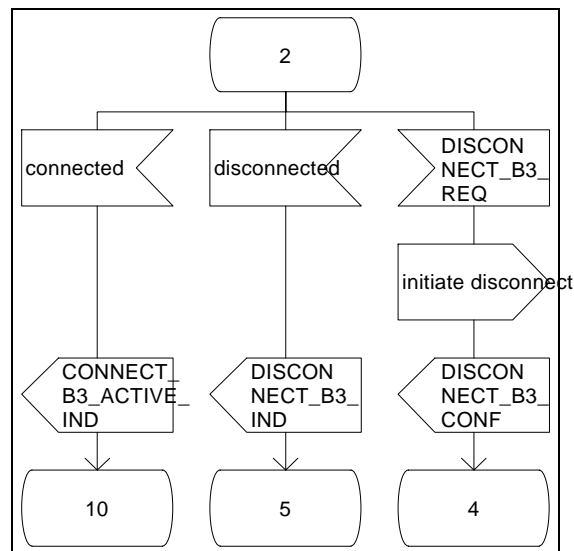 2
connected
disconnected
DISCON
NECT_B3_
REQ
initiate disconnect
CONNECT_
B3_ACTIVE_
IND
DISCON
NECT_B3_
IND
DISCON
NECT_B3_
CONF
10
5
4